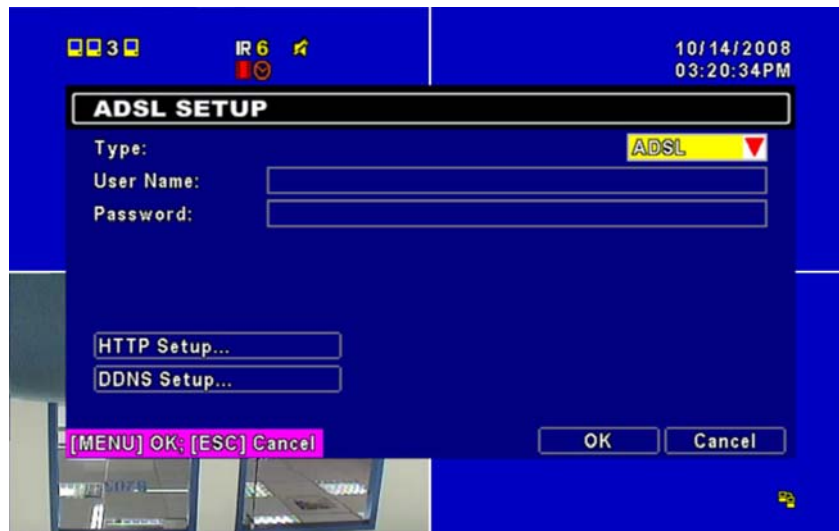 3
IR 6
10/14/2008
03:20:34PM
ADSL SETUP
Type: ADSL
User Name:
Password:
HTTP Setup...
DDNS Setup...
[MENU] OK; [ESC] Cancel
OK Cancel